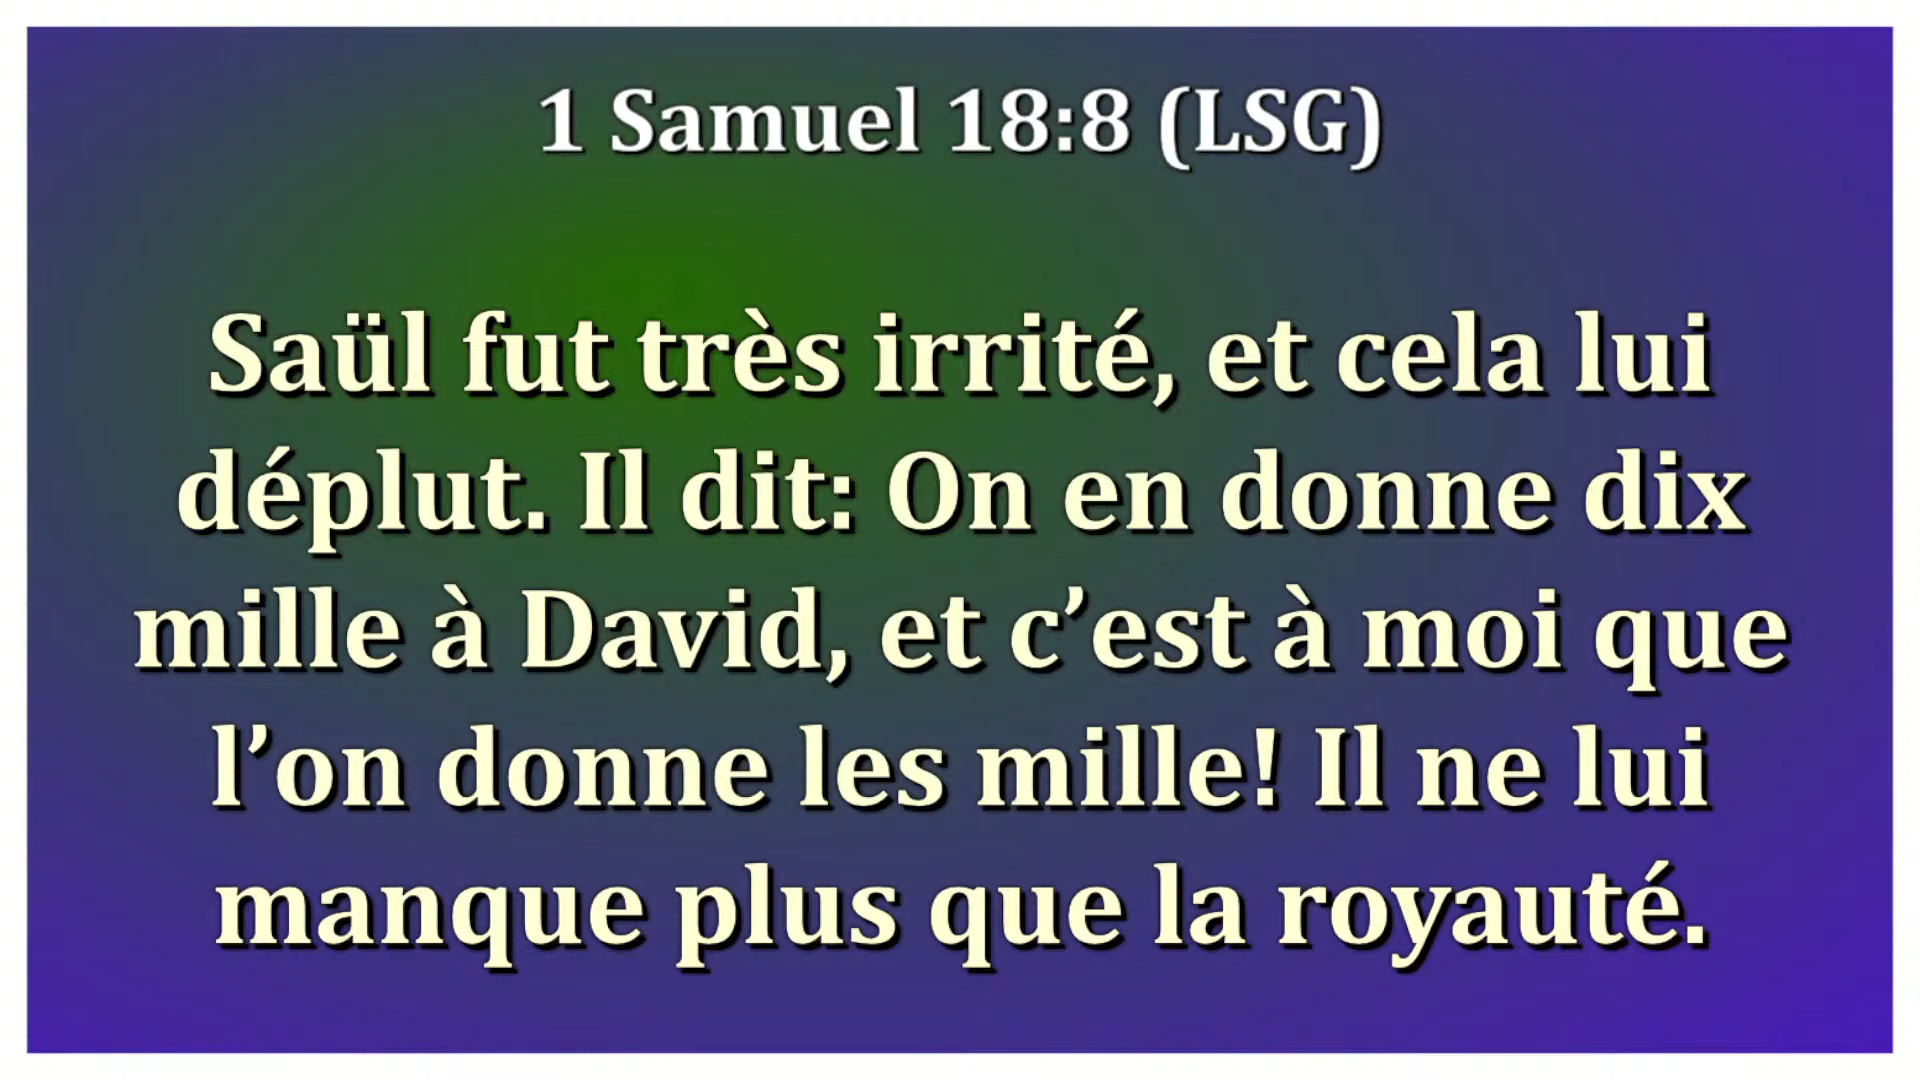 1 Samuel 18:8 (LSG)
Saül fut très irrité, et cela lui
déplut. Il dit: On en donne dix
mille à David, et c’est à moi que
l’on donne les mille! Il ne lui
manque plus que la royauté.